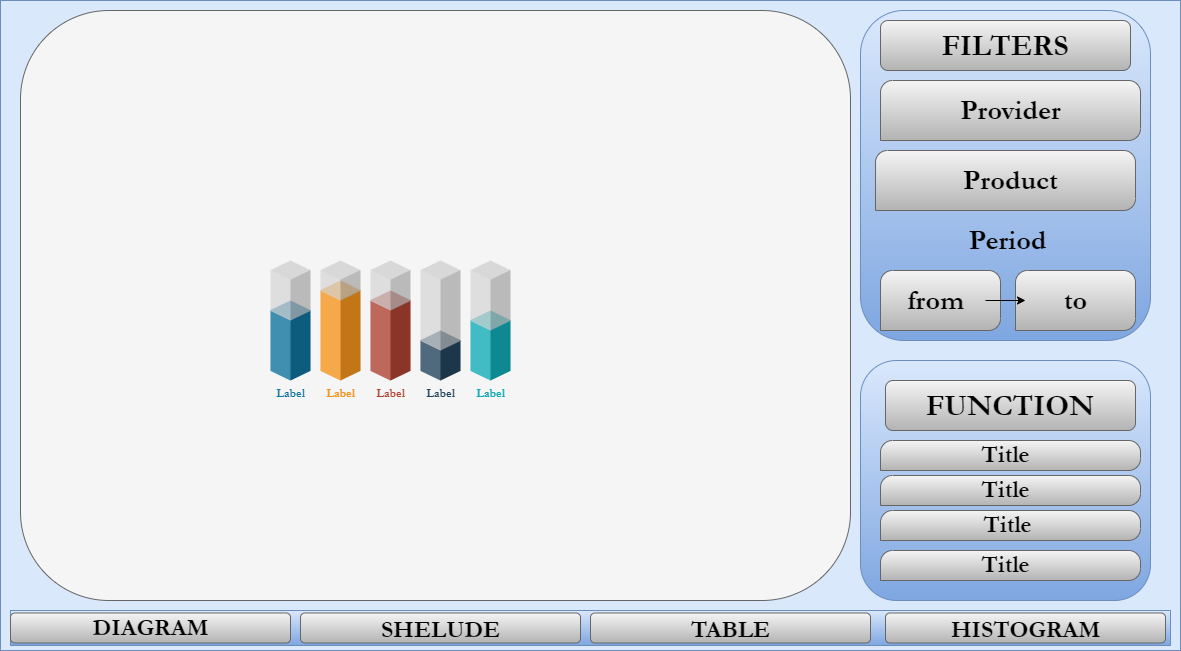 FILTERS
Provider
Product
Period
from
to
Label
Label
Label
Label
Label
FUNCTION
Title
Title
Title
Title
DIAGRAM
SHELUDE
TABLE
HISTOGRAM